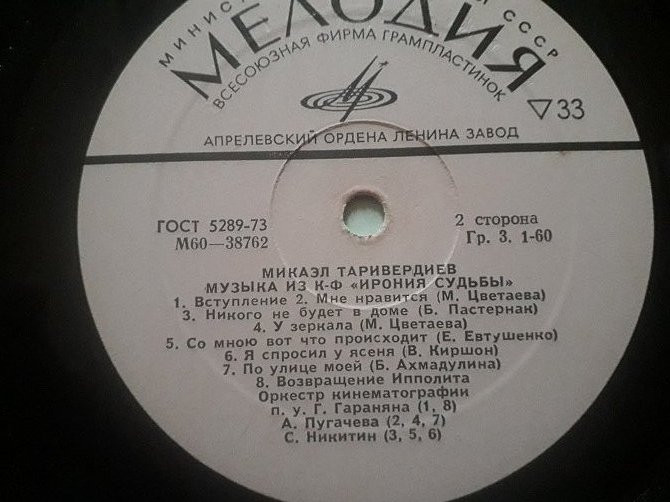 МИНИСТ
СССР
МЕЛОДИЯ
ВСЕСОЮЗНАЯ ФИРМА ГРАМПЛАСТИНОК
▽33
АПРЕЛЕВСКИЙ ОРДЕНА ЛЕНИНА ЗАВОД
ГОСТ 5289-73
М60—38762
2 сторона
Гр. 3. 1-60
МИКАЭЛ ТАРИВЕРДИЕВ
МУЗЫКА ИЗ К-Ф «ИРОНИЯ СУДЬБЫ»
1. Вступление 2. Мне нравится (М. Цветаева)
3. Никого не будет в доме (Б. Пастернак)
4. У зеркала (М. Цветаева)
5. Со мною вот что происходит (Е. Евтушенко)
6. Я спросил у ясеня (В. Киршон)
7. По улице моей (Б. Ахмадулина)
8. Возвращение Ипполита
Оркестр кинематографии
п. у. Г. Гараняна (1, 8)
А. Пугачева (2, 4, 7)
С. Никитин (3, 5, 6)